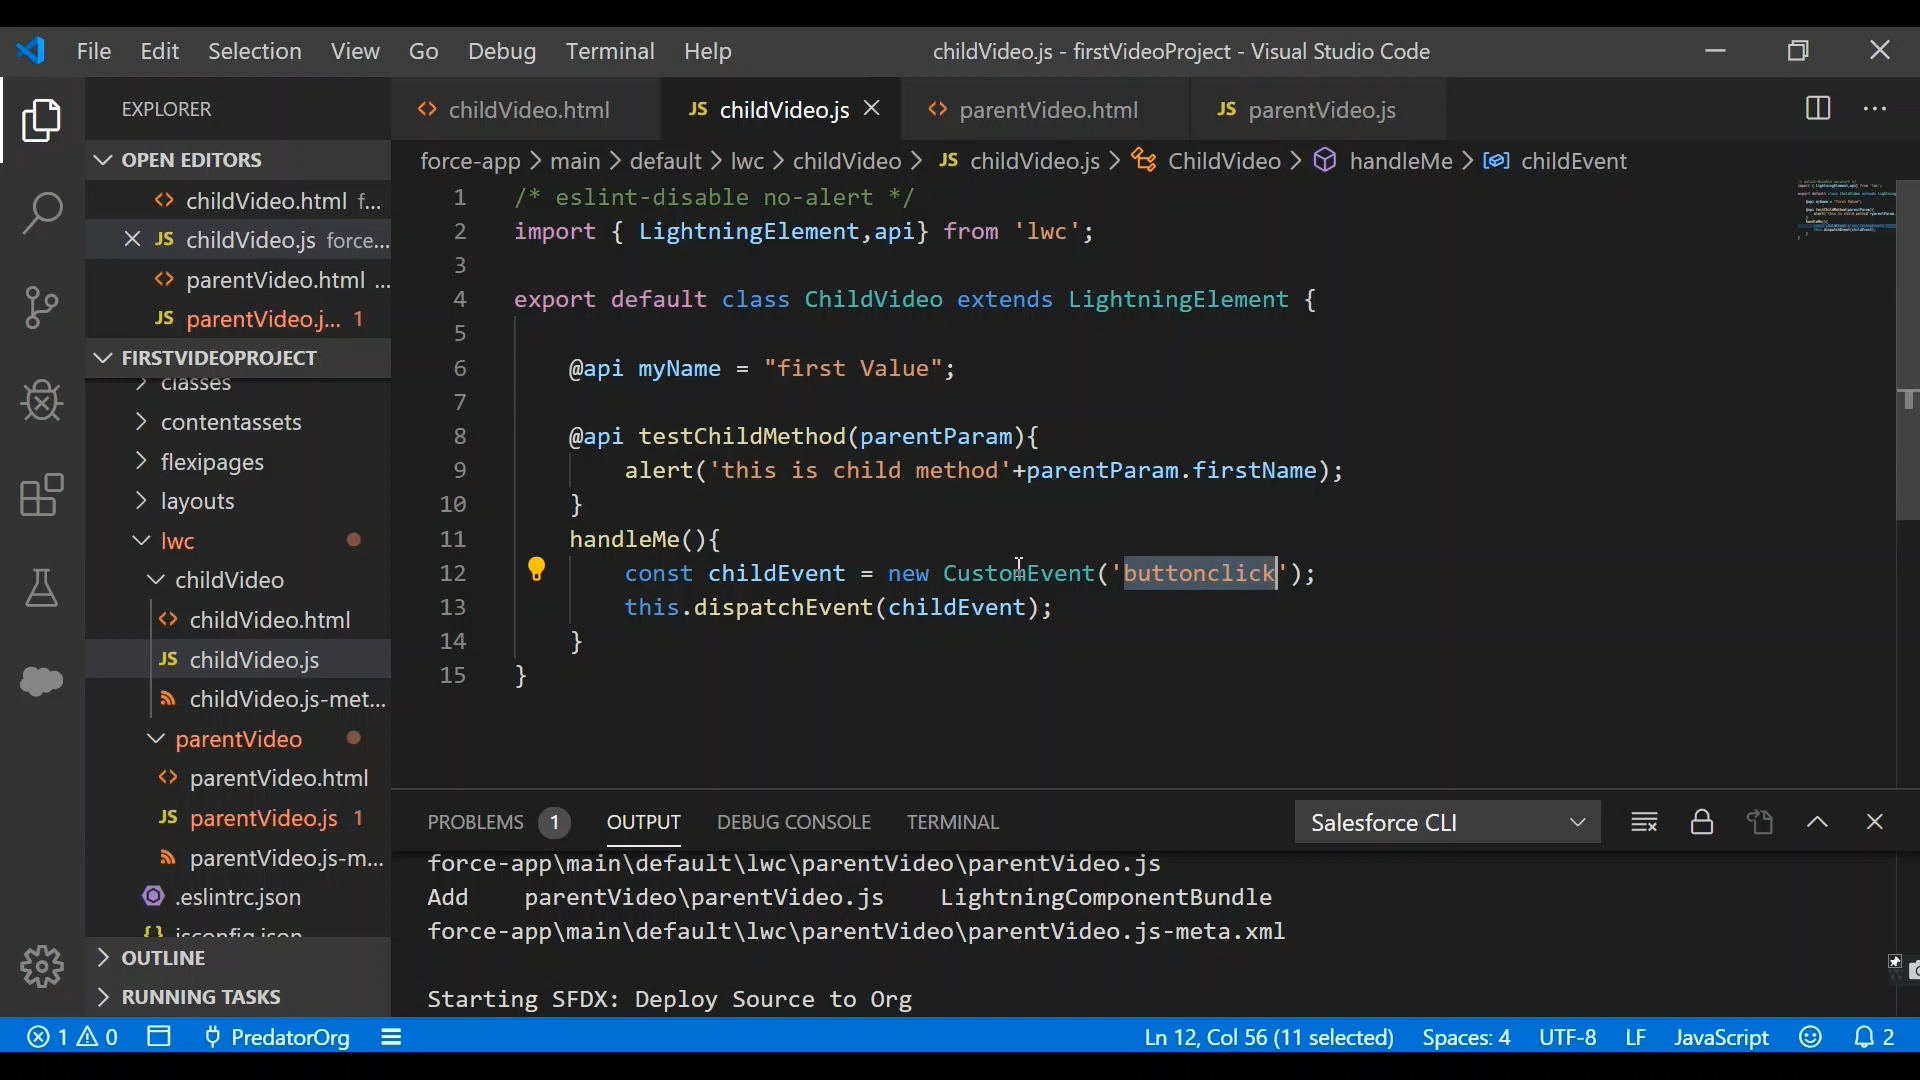 File Edit Selection View Go Debug Terminal Help childVideo.js - firstVideoProject - Visual Studio Code
EXPLORER
OPEN EDITORS
childVideo.html f...
JS childVideo.js force...
parentVideo.html ...
JS parentVideo.j... 1
FIRSTVIDEOPROJECT
classes
contentassets
flexipages
layouts
lwc
childVideo
childVideo.html
JS childVideo.js
childVideo.js-met...
parentVideo
parentVideo.html
JS parentVideo.js 1
parentVideo.js-m...
.eslintrc.json
jsconfig.json
OUTLINE
RUNNING TASKS
childVideo.html JS childVideo.js parentVideo.html JS parentVideo.js
force-app > main > default > lwc > childVideo > JS childVideo.js > ChildVideo > handleMe > childEvent
1 /* eslint-disable no-alert */
2 import { LightningElement,api} from 'lwc';
3
4 export default class ChildVideo extends LightningElement {
5
6 @api myName = "first Value";
7
8 @api testChildMethod(parentParam){
9 alert('this is child method'+parentParam.firstName);
10 }
11 handleMe(){
12 const childEvent = new CustomEvent('buttonclick');
13 this.dispatchEvent(childEvent);
14 }
15 }
PROBLEMS 1 OUTPUT DEBUG CONSOLE TERMINAL Salesforce CLI
force-app\main\default\lwc\parentVideo\parentVideo.js
Add parentVideo\parentVideo.js LightningComponentBundle
force-app\main\default\lwc\parentVideo\parentVideo.js-meta.xml
Starting SFDX: Deploy Source to Org
1 0 PredatorOrg Ln 12, Col 56 (11 selected) Spaces: 4 UTF-8 LF JavaScript 2